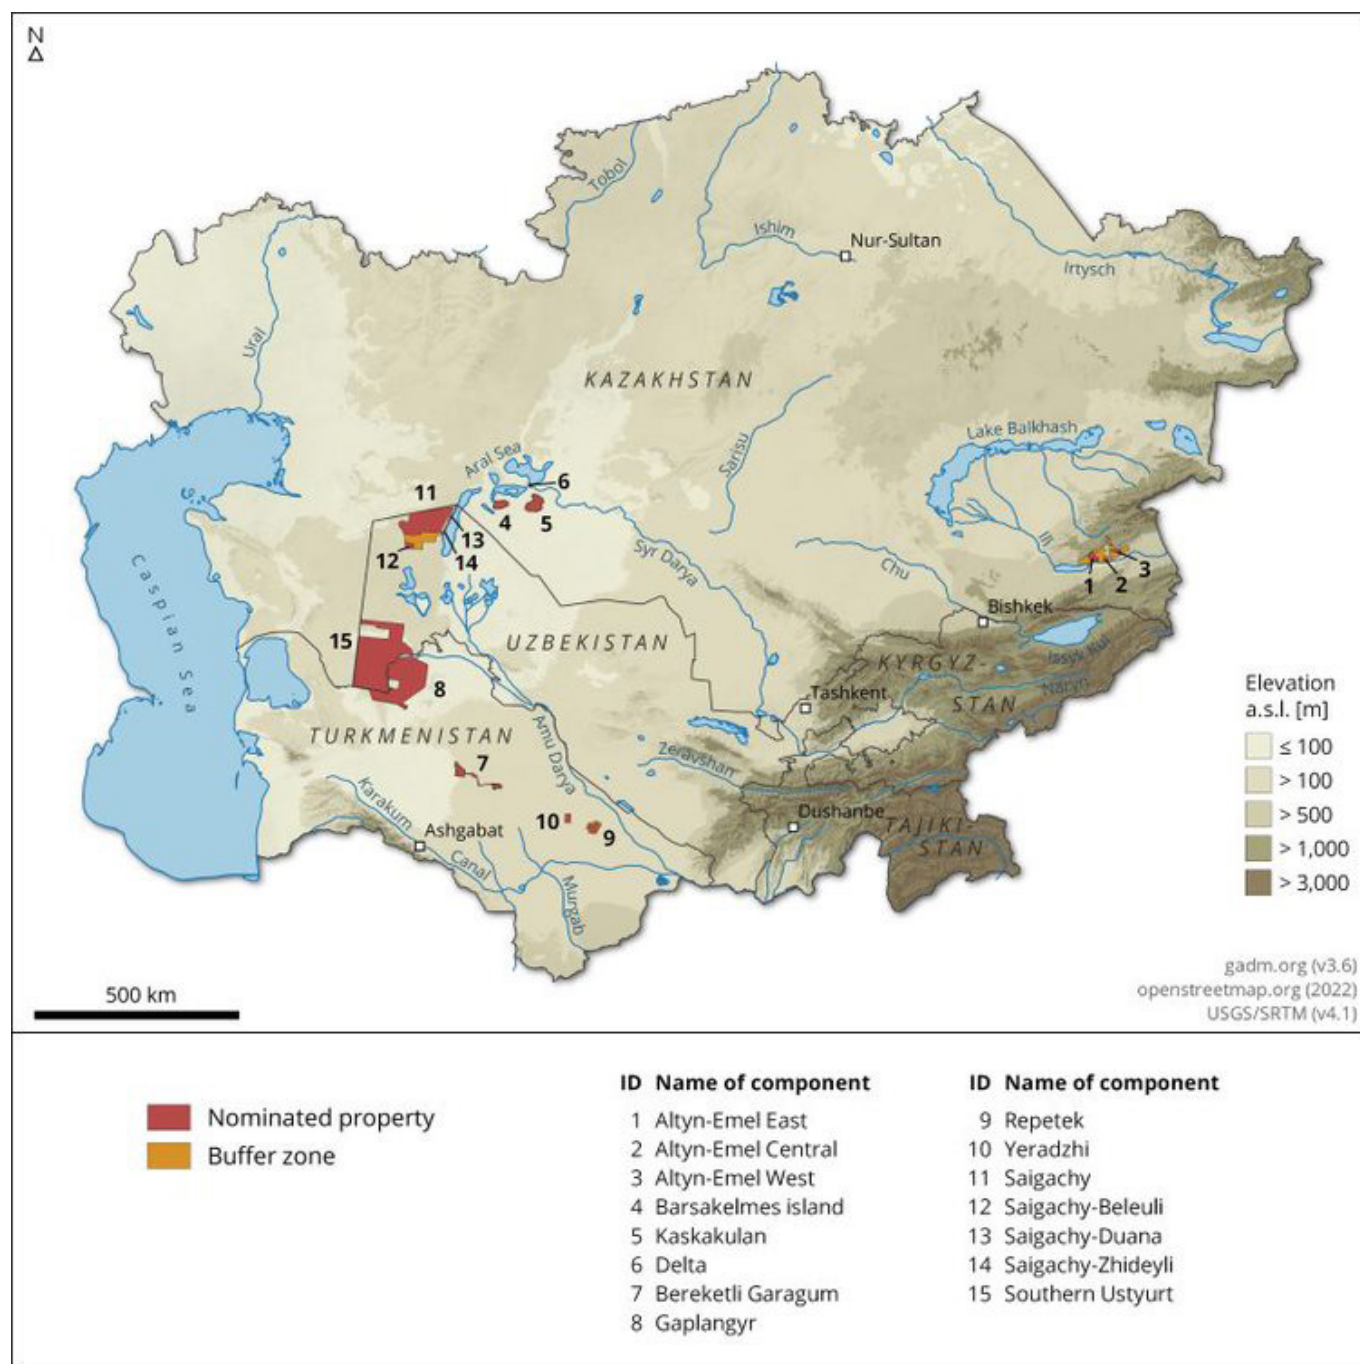 N
Tobol
Ishim
Nur-Sultan
Irtysch
Ural
KAZAKHSTAN
Lake Balkhash
Sarisu
Aral Sea
6
11
4
5
13
12
14
Syr Darya
Ili
3
1
2
Chu
Caspian Sea
Bishkek
15
UZBEKISTAN
Issyk Kul
KYRGYZ-
STAN
Naryn
8
Tashkent
TURKMENISTAN
Amu Darya
Zeravshan
7
Karakum
Canal
10
9
Ashgabat
Dushanbe
TAJIKI-
STAN
Murgab
Elevation
a.s.l. [m]
≤ 100
> 100
> 500
> 1,000
> 3,000
gadm.org (v3.6)
openstreetmap.org (2022)
USGS/SRTM (v4.1)
500 km
Nominated property
Buffer zone
ID Name of component
1 Altyn-Emel East
2 Altyn-Emel Central
3 Altyn-Emel West
4 Barsakelmes island
5 Kaskakulan
6 Delta
7 Bereketli Garagum
8 Gaplangyr
ID Name of component
9 Repetek
10 Yeradzhi
11 Saigachy
12 Saigachy-Beleuli
13 Saigachy-Duana
14 Saigachy-Zhideyli
15 Southern Ustyurt